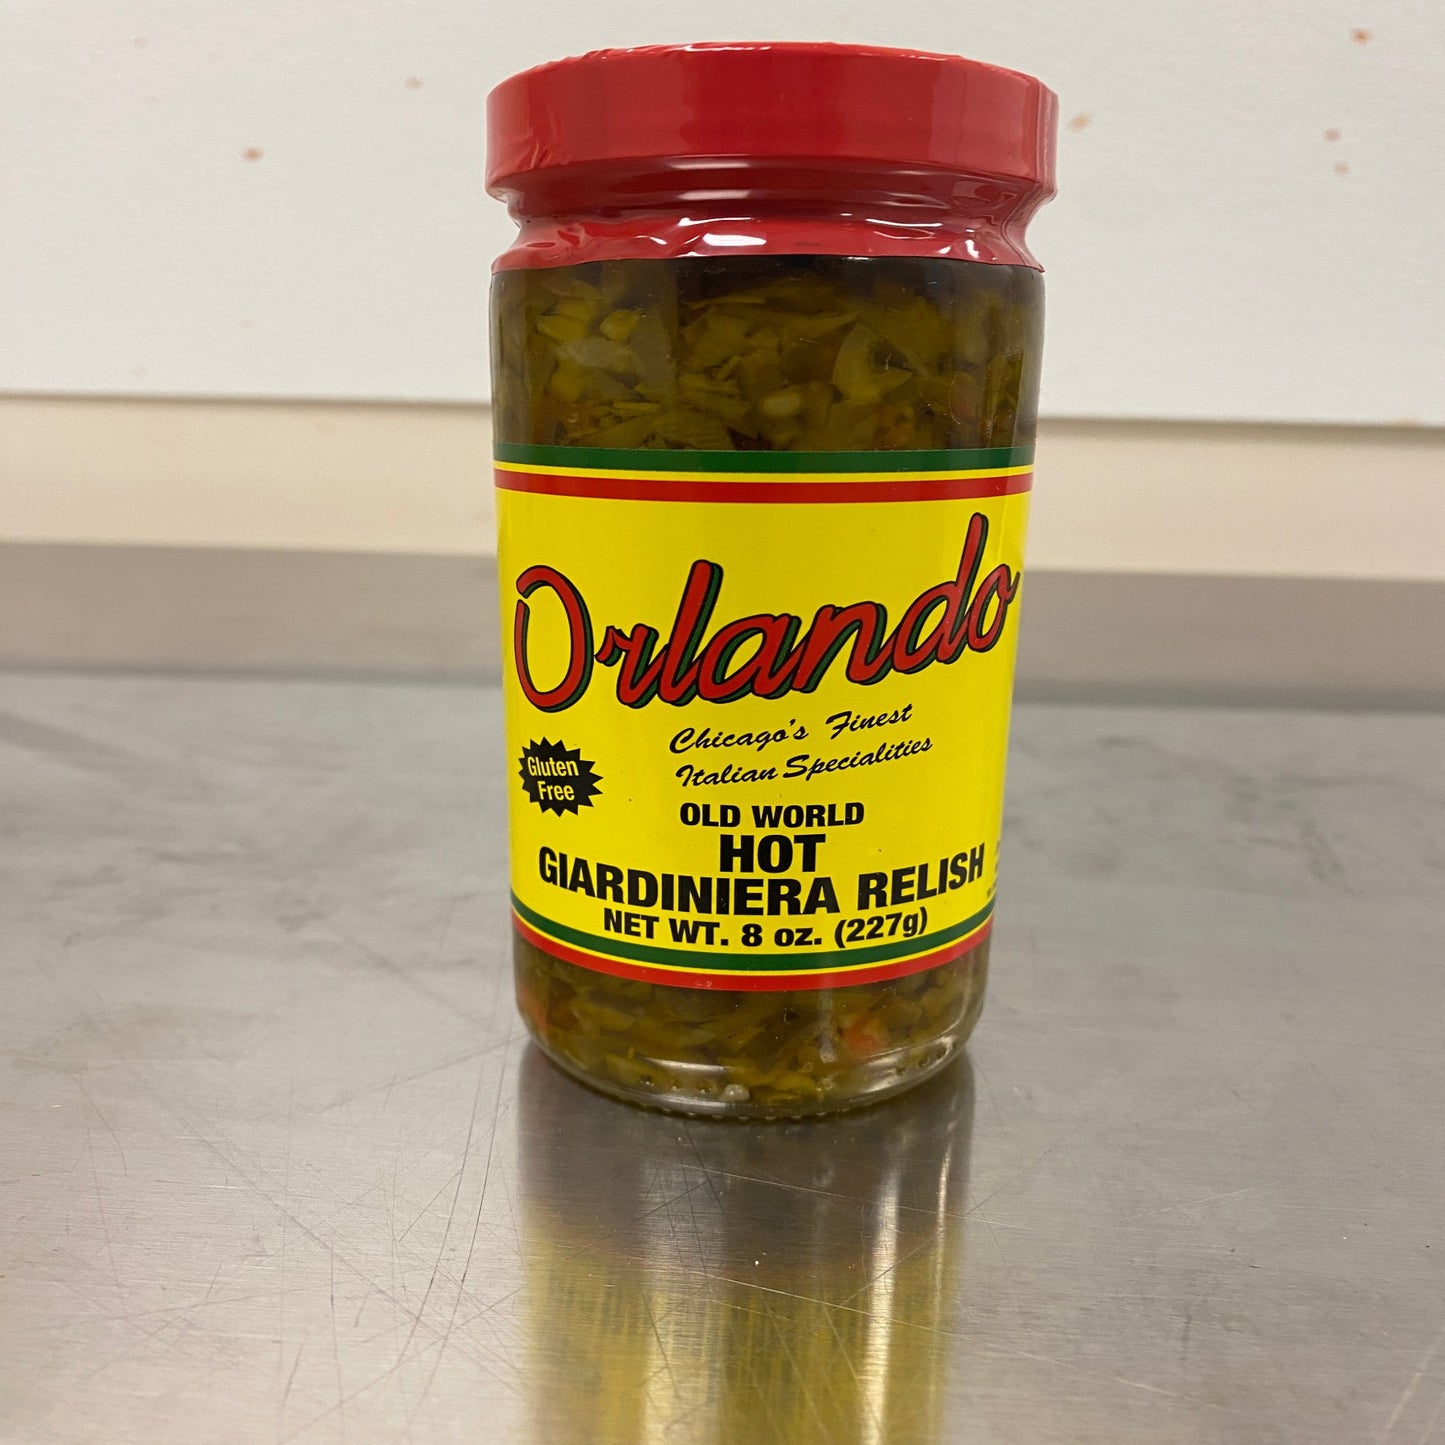 Orlando
Chicago's Finest
Italian Specialities
Gluten
Free
OLD WORLD
HOT
GIARDINIERA RELISH
NET WT. 8 oz. (227g)